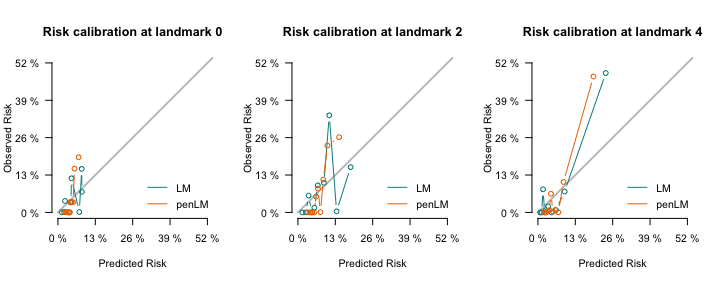 Risk calibration at landmark 0
52 %
39 %
26 %
13 %
0 %
Observed Risk
LM
penLM
0 % 13 % 26 % 39 % 52 %
Predicted Risk
Risk calibration at landmark 2
52 %
39 %
26 %
13 %
0 %
Observed Risk
LM
penLM
0 % 13 % 26 % 39 % 52 %
Predicted Risk
Risk calibration at landmark 4
52 %
39 %
26 %
13 %
0 %
Observed Risk
LM
penLM
0 % 13 % 26 % 39 % 52 %
Predicted Risk